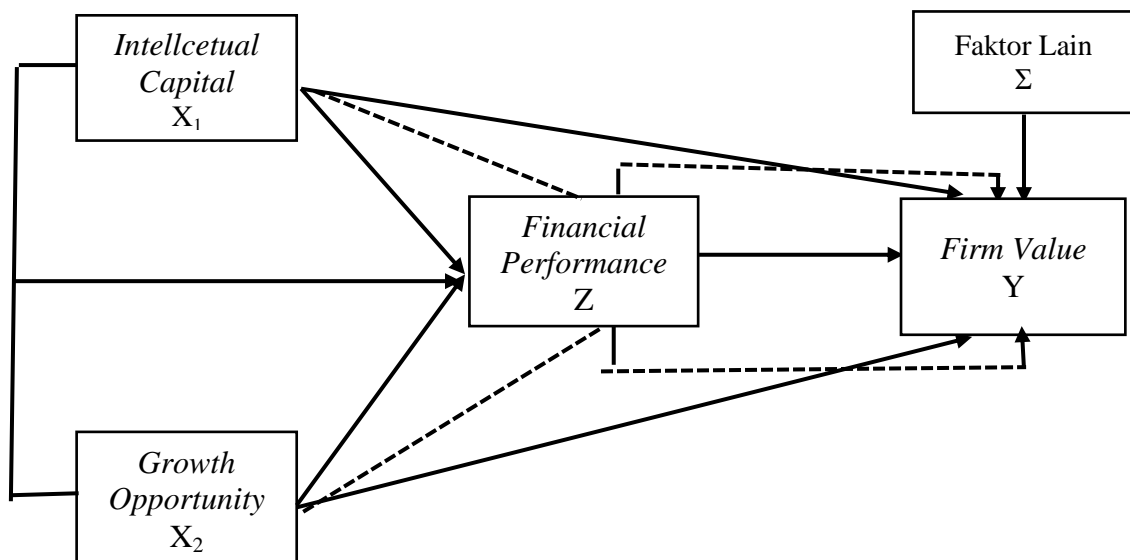 Intellcetual
Capital
X₁
Faktor Lain
Σ
Financial
Performance
Z
Firm Value
Y
Growth
Opportunity
X₂